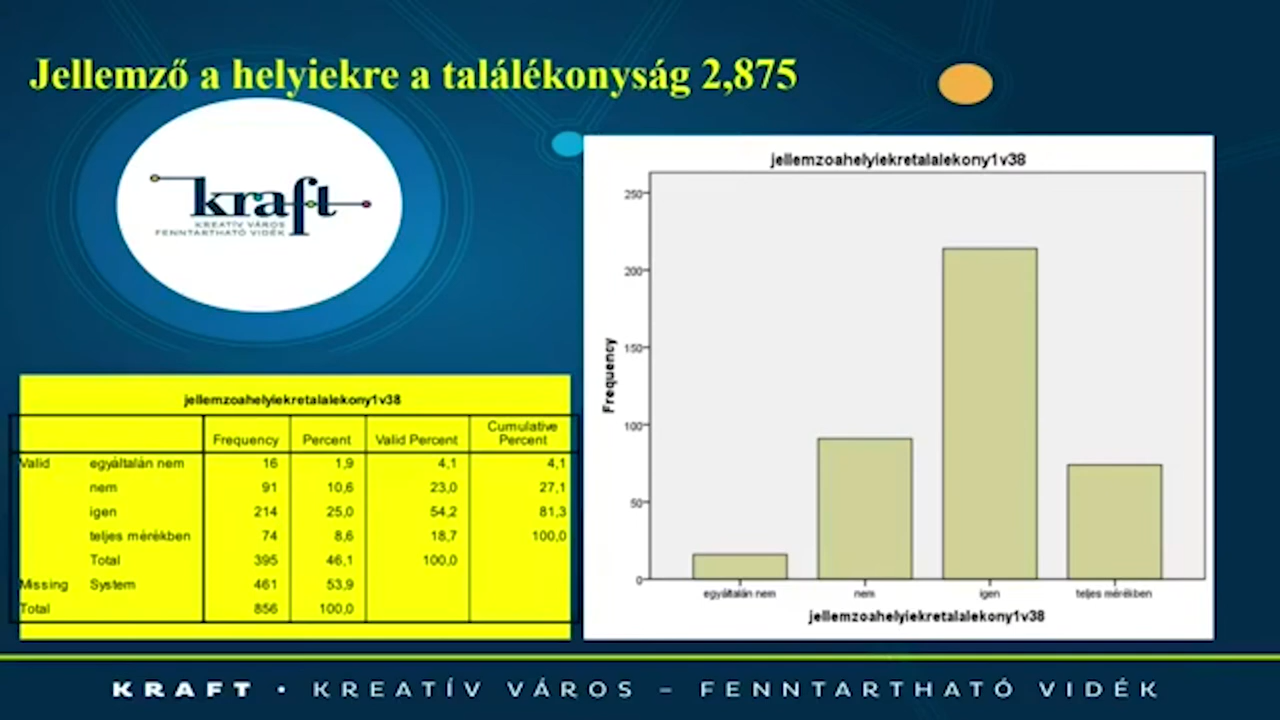 Jellemző a helyiekre a találékonyság 2,875
kraft
KREATÍV VÁROS
FENNTARTHATÓ VIDÉK
jellemzoahelyiekretalalekony1v38
Frequency Percent Valid Percent Cumulative Percent
Valid egyáltalán nem 16 1,9 4,1 4,1
nem 91 10,6 23,0 27,1
igen 214 25,0 54,2 81,3
teljes mérékben 74 8,6 18,7 100,0
Total 395 46,1 100,0
Missing System 461 53,9
Total 856 100,0
jellemzoahelyiekretalalekony1v38
Frequency
250
200
150
100
50
0
egyáltalán nem nem igen teljes mérékben
jellemzoahelyiekretalalekony1v38
KRAFT • KREATÍV VÁROS – FENNTARTHATÓ VIDÉK